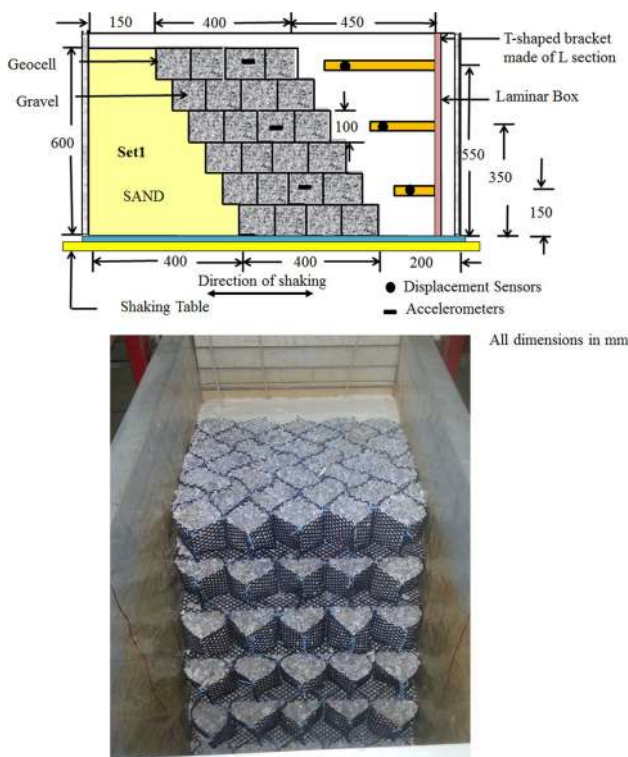 150 400 450
T-shaped bracket
made of L section
Geocell
Laminar Box
Gravel
100
600
Set1
550
350
SAND
150
400 400 200
Direction of shaking
Displacement Sensors
Shaking Table
Accelerometers
All dimensions in mm